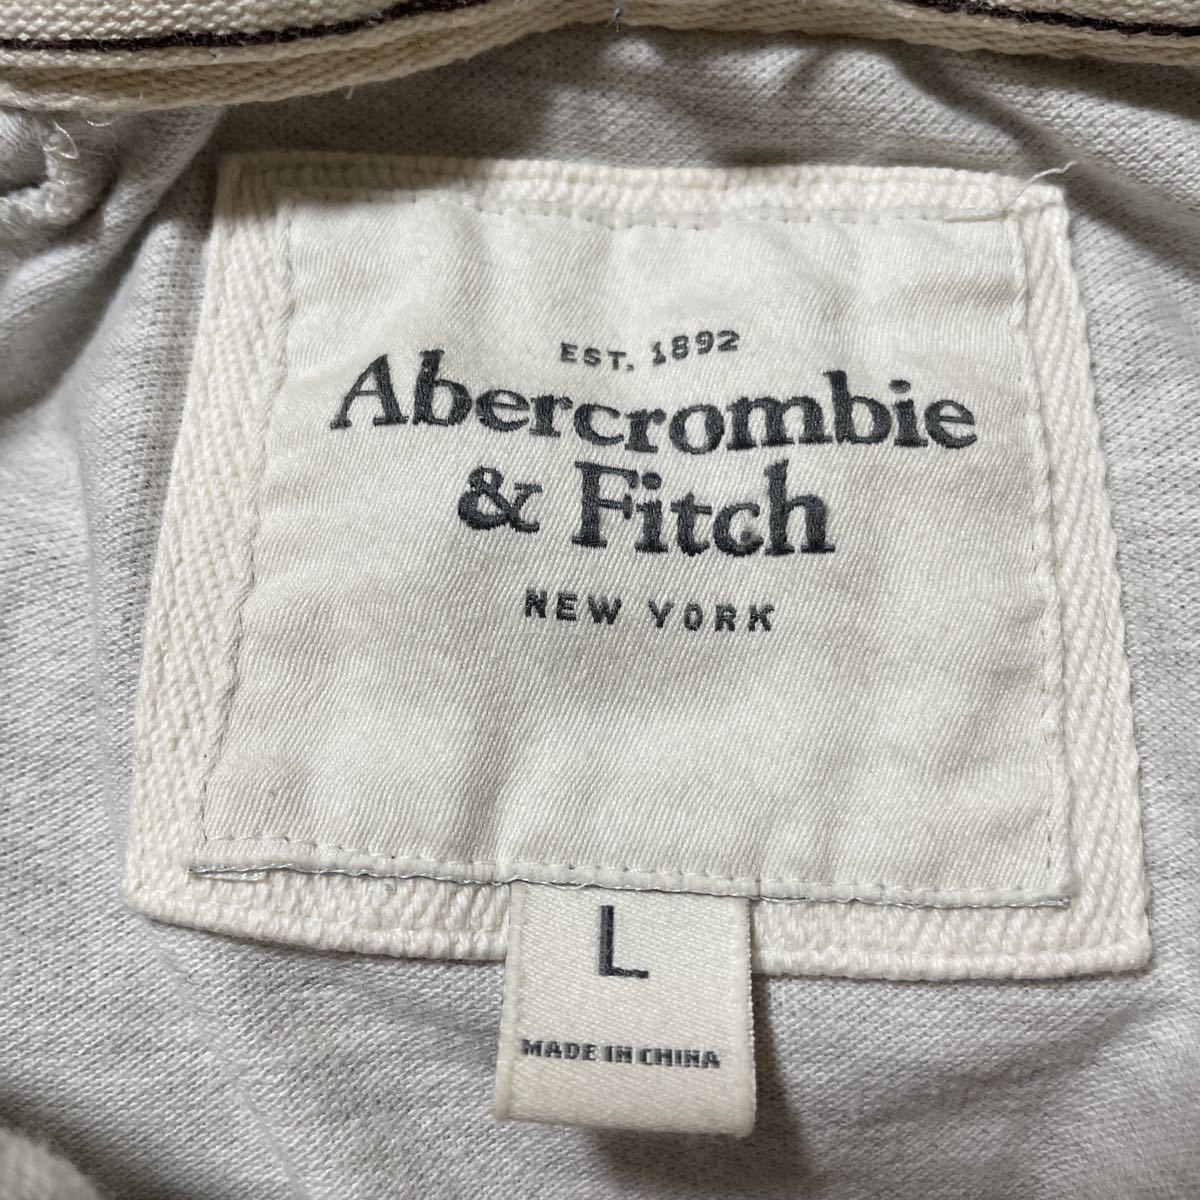 EST. 1892
Abercrombie
& Fitch
NEW YORK
L
MADE IN CHINA